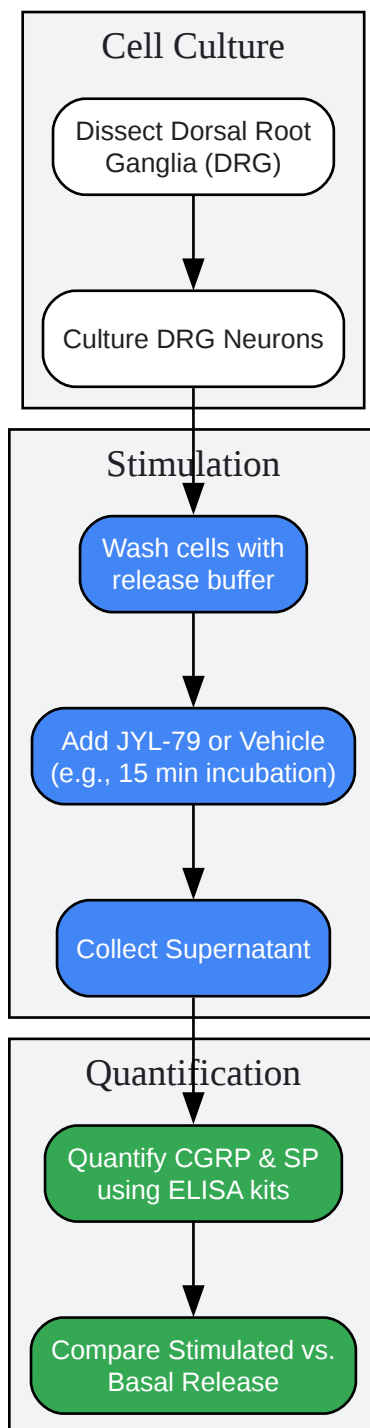 Cell Culture
Dissect Dorsal Root
Ganglia (DRG)
Culture DRG Neurons
Stimulation
Wash cells with
release buffer
Add JYL-79 or Vehicle
(e.g., 15 min incubation)
Collect Supernatant
Quantification
Quantify CGRP & SP
using ELISA kits
Compare Stimulated vs.
Basal Release